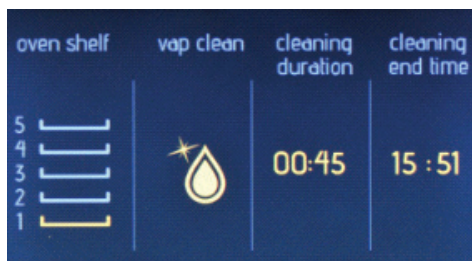 oven shelf
vap clean
cleaning
duration
cleaning
end time
5
4
3
2
1
00:45
15:51